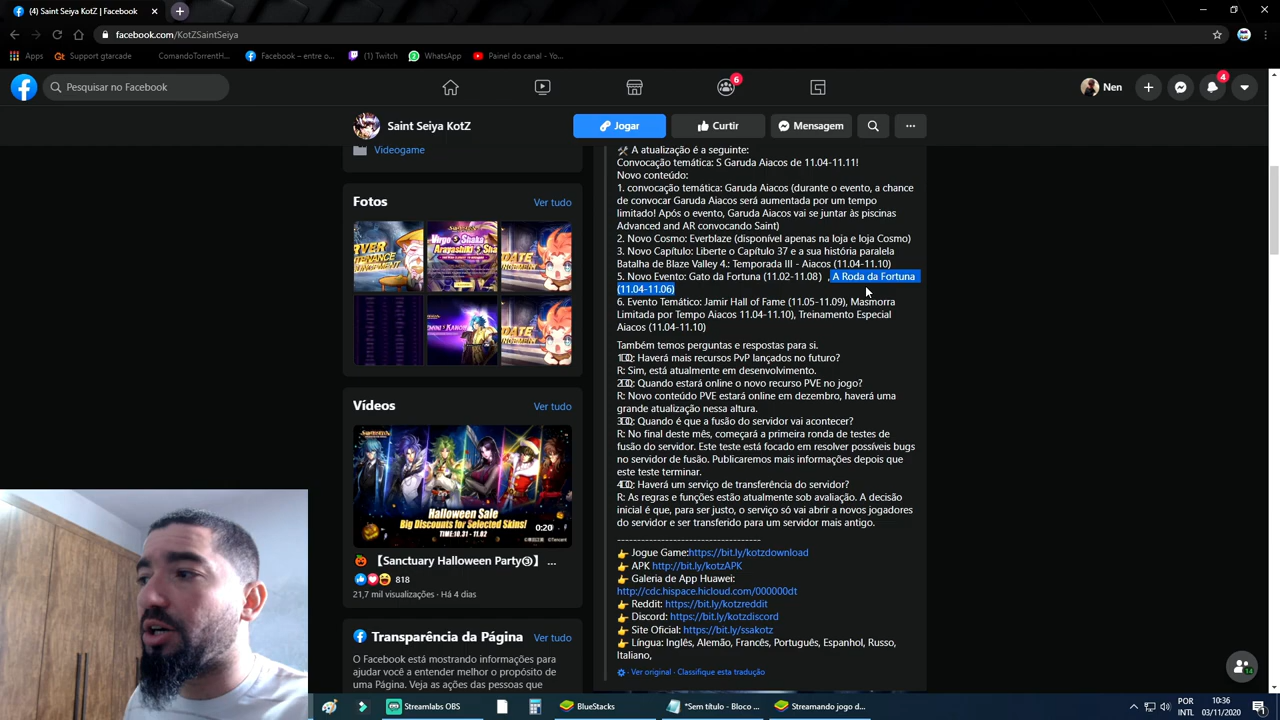 (4) Saint Seiya KotZ | Facebook
facebook.com/KotZSaintSeiya
Apps
Support gtarcade
ComandoTorrentH...
Facebook – entre o...
(1) Twitch
WhatsApp
Painel do canal - Yo...
Pesquisar no Facebook
6
Nen
4
Saint Seiya KotZ
Jogar
Curtir
Mensagem
Videogame
Fotos
Ver tudo
Vídeos
Ver tudo
Halloween Sale
Big Discounts for Selected Skins!
TIME:10.31 - 11.02
0:20
【Sanctuary Halloween Party③】 ...
818
21,7 mil visualizações · Há 4 dias
Transparência da Página
Ver tudo
O Facebook está mostrando informações para
ajudar você a entender melhor o propósito de
uma Página. Veja as ações das pessoas que
A atualização é a seguinte:
Convocação temática: S Garuda Aiacos de 11.04-11.11!
Novo conteúdo:
1. convocação temática: Garuda Aiacos (durante o evento, a chance
de convocar Garuda Aiacos será aumentada por um tempo
limitado! Após o evento, Garuda Aiacos vai se juntar às piscinas
Advanced and AR convocando Saint)
2. Novo Cosmo: Everblaze (disponível apenas na loja e loja Cosmo)
3. Novo Capítulo: Liberte o Capítulo 37 e a sua história paralela
Batalha de Blaze Valley 4.: Temporada III - Aiacos (11.04-11.10)
5. Novo Evento: Gato da Fortuna (11.02-11.08) , A Roda da Fortuna
(11.04-11.06)
6. Evento Temático: Jamir Hall of Fame (11.05-11.09), Masmorra
Limitada por Tempo Aiacos 11.04-11.10), Treinamento Especial
Aiacos (11.04-11.10)
Também temos perguntas e respostas para si.
Q: Haverá mais recursos PvP lançados no futuro?
R: Sim, está atualmente em desenvolvimento.
Q: Quando estará online o novo recurso PVE no jogo?
R: Novo conteúdo PVE estará online em dezembro, haverá uma
grande atualização nessa altura.
Q: Quando é que a fusão do servidor vai acontecer?
R: No final deste mês, começará a primeira ronda de testes de
fusão do servidor. Este teste está focado em resolver possíveis bugs
no servidor de fusão. Publicaremos mais informações depois que
este teste terminar.
Q: Haverá um serviço de transferência do servidor?
R: As regras e funções estão atualmente sob avaliação. A decisão
inicial é que, para ser justo, o serviço só vai abrir a novos jogadores
do servidor e ser transferido para um servidor mais antigo.
------------------------------------
Jogue Game:https://bit.ly/kotzdownload
APK http://bit.ly/kotzAPK
Galeria de App Huawei:
http://cdc.hispace.hicloud.com/000000dt
Reddit: https://bit.ly/kotzreddit
Discord: https://bit.ly/kotzdiscord
Site Oficial: https://bit.ly/ssakotz
Língua: Inglês, Alemão, Francês, Português, Espanhol, Russo,
Italiano,
Ver original · Classifique esta tradução
14
Streamlabs OBS
BlueStacks
*Sem título - Bloco ...
Streamando jogo d...
POR
INTL
10:36
03/11/2020